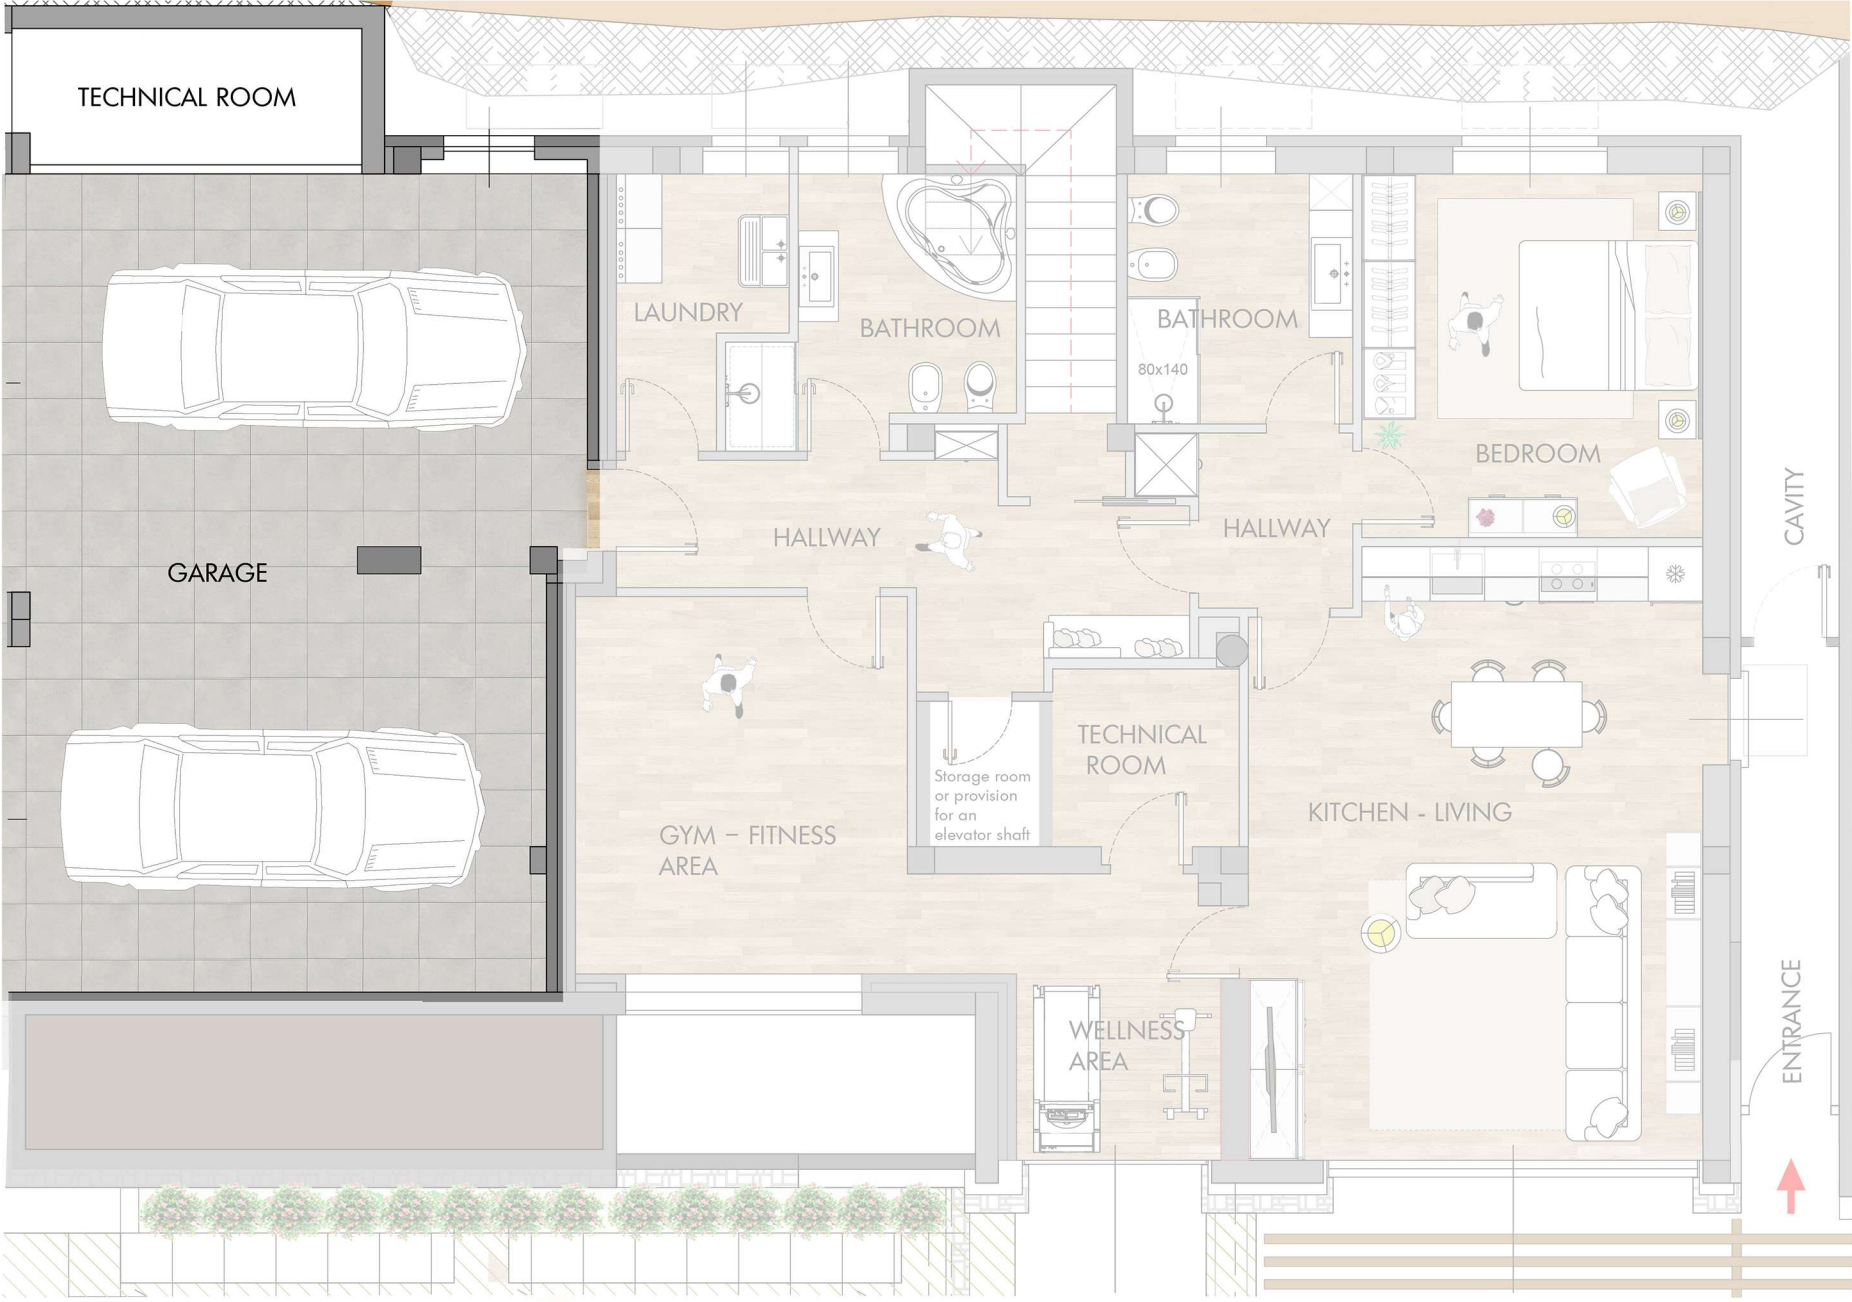 TECHNICAL ROOM
LAUNDRY
BATHROOM
BATHROOM
80x140
BEDROOM
HALLWAY
HALLWAY
CAVITY
GARAGE
TECHNICAL
ROOM
Storage room
or provision
for an
elevator shaft
KITCHEN - LIVING
GYM – FITNESS
AREA
WELLNESS
AREA
ENTRANCE